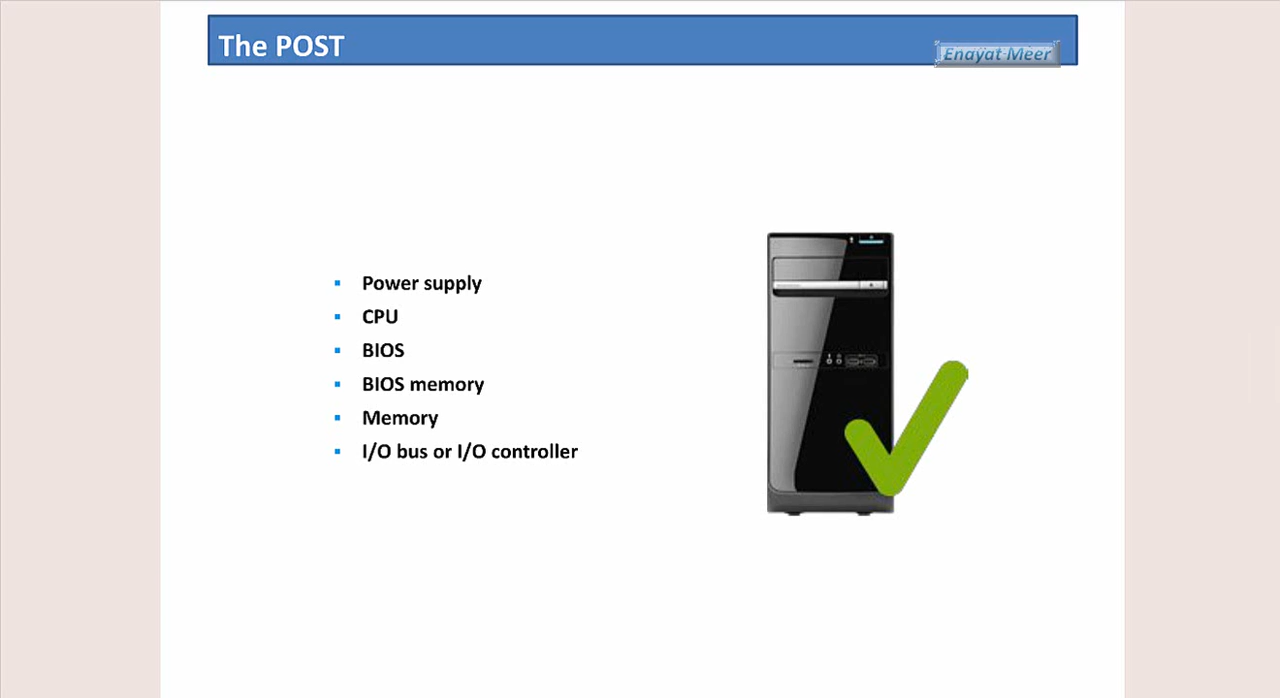 The POST
Enayat Meer
Power supply
CPU
BIOS
BIOS memory
Memory
I/O bus or I/O controller